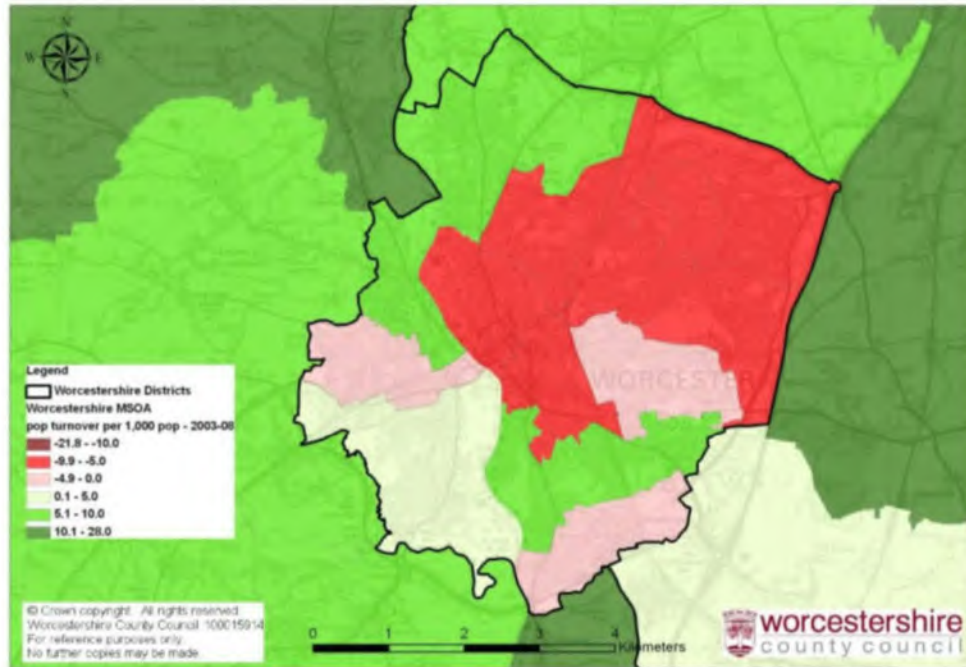 N
W E
WORCESTER
Legend
Worcestershire Districts
Worcestershire MSOA
pop turnover per 1,000 pop - 2003-08
-21.8 - -10.0
-9.9 - -5.0
-4.9 - 0.0
0.1 - 5.0
5.1 - 10.0
10.1 - 28.0
© Crown copyright. All rights reserved
Worcestershire County Council 100015914
For reference purposes only.
No further copies may be made.
0 1 2 3 4
Kilometers
worcestershire
county council